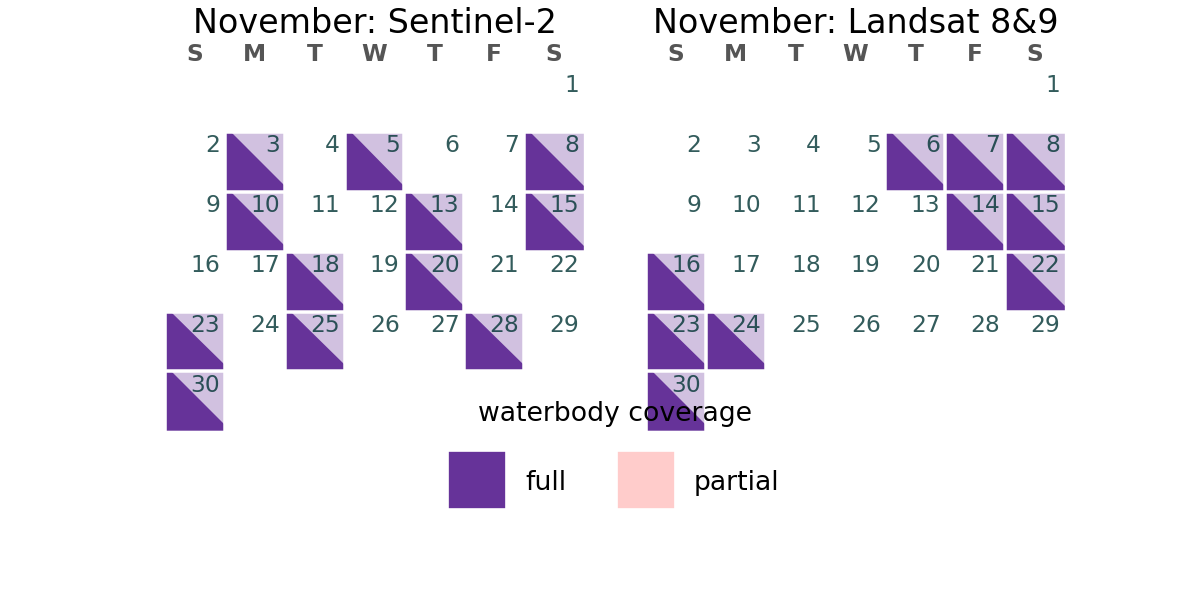 November: Sentinel-2
S M T W T F S
1
2 3 4 5 6 7 8
9 10 11 12 13 14 15
16 17 18 19 20 21 22
23 24 25 26 27 28 29
30
November: Landsat 8&9
S M T W T F S
1
2 3 4 5 6 7 8
9 10 11 12 13 14 15
16 17 18 19 20 21 22
23 24 25 26 27 28 29
30
waterbody coverage
full partial